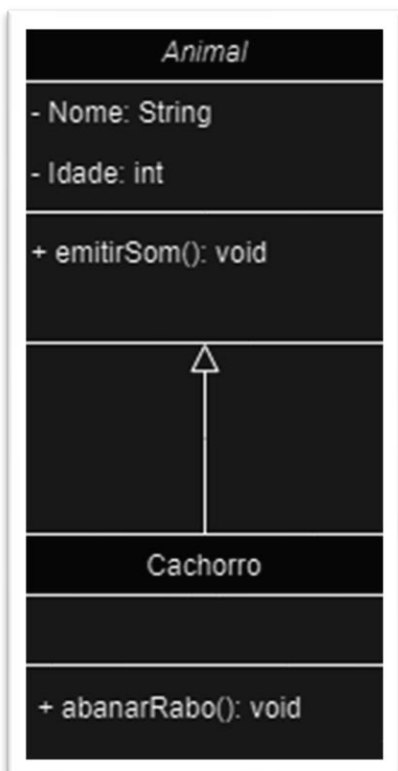 Animal
- Nome: String
- Idade: int
+ emitirSom(): void
Cachorro
+ abanarRabo(): void